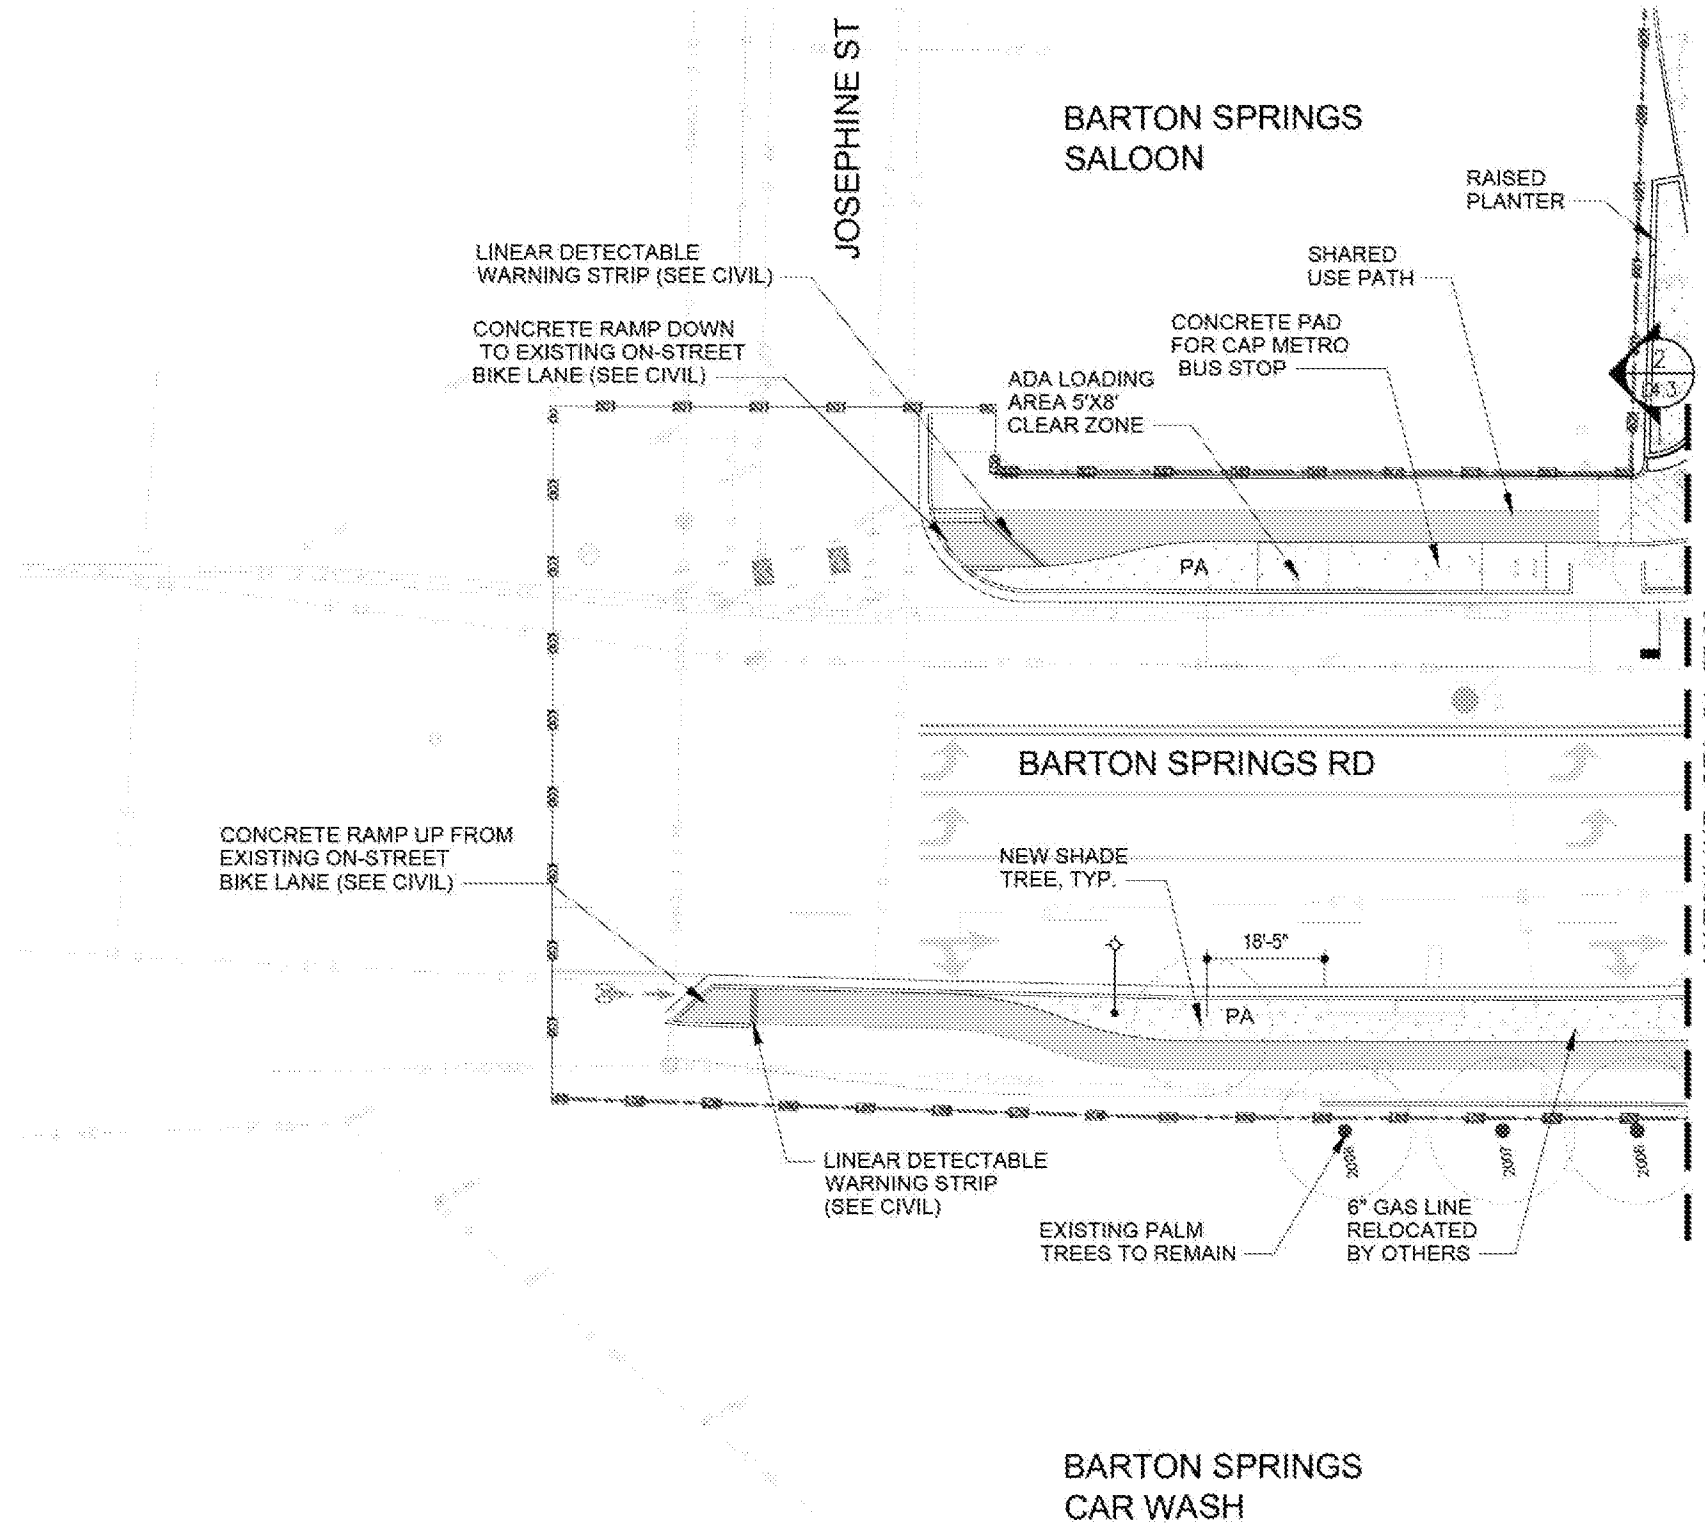 JOSEPHINE ST
BARTON SPRINGS
SALOON
RAISED
PLANTER
LINEAR DETECTABLE
WARNING STRIP (SEE CIVIL)
SHARED
USE PATH
CONCRETE RAMP DOWN
TO EXISTING ON-STREET
BIKE LANE (SEE CIVIL)
CONCRETE PAD
FOR CAP METRO
BUS STOP
ADA LOADING
AREA 5'X8'
CLEAR ZONE
2
PA
BARTON SPRINGS RD
CONCRETE RAMP UP FROM
EXISTING ON-STREET
BIKE LANE (SEE CIVIL)
NEW SHADE
TREE, TYP.
18'-5"
PA
LINEAR DETECTABLE
WARNING STRIP
(SEE CIVIL)
2007
EXISTING PALM
TREES TO REMAIN
6" GAS LINE
RELOCATED
BY OTHERS
BARTON SPRINGS
CAR WASH